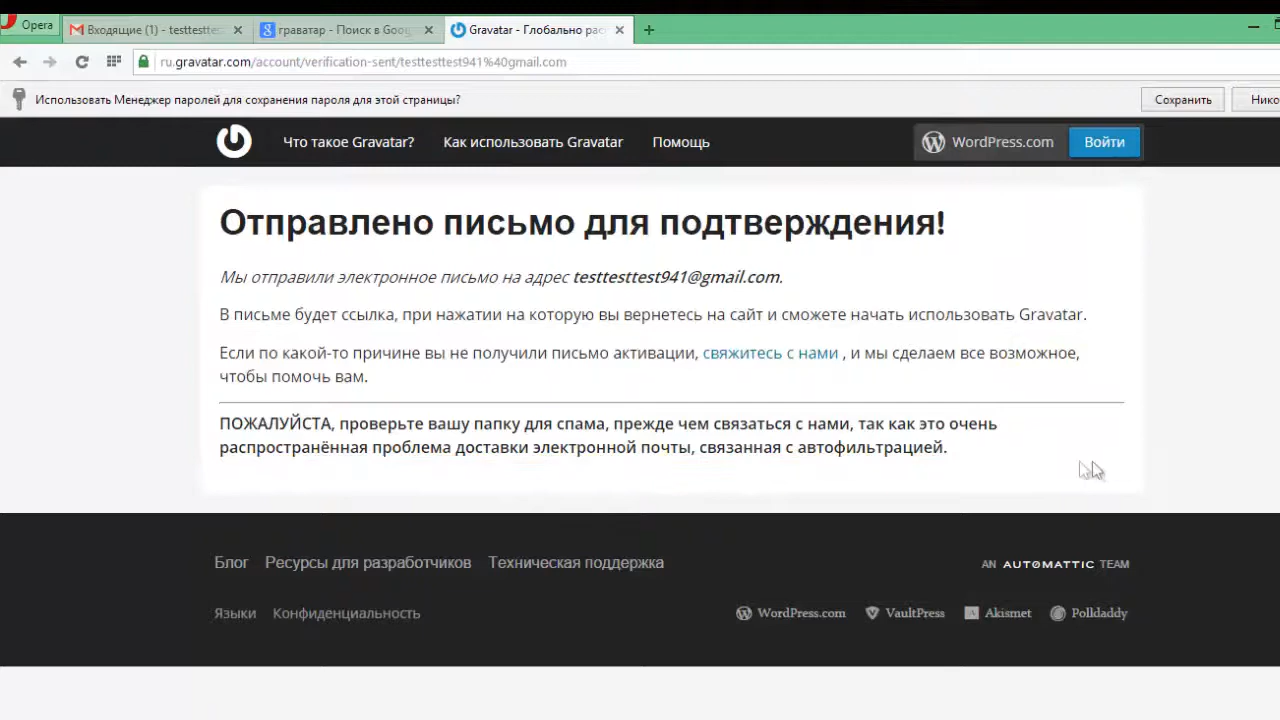 Opera
Входящие (1) - testtesttes
граватар - Поиск в Goo
Gravatar - Глобально рас
ru.gravatar.com/account/verification-sent/testtesttest941%40gmail.com
Использовать Менеджер паролей для сохранения пароля для этой страницы?
Сохранить
Нико
Что такое Gravatar?
Как использовать Gravatar
Помощь
WordPress.com
Войти
Отправлено письмо для подтверждения!
Мы отправили электронное письмо на адрес testtesttest941@gmail.com.
В письме будет ссылка, при нажатии на которую вы вернетесь на сайт и сможете начать использовать Gravatar.
Если по какой-то причине вы не получили письмо активации, свяжитесь с нами , и мы сделаем все возможное,
чтобы помочь вам.
ПОЖАЛУЙСТА, проверьте вашу папку для спама, прежде чем связаться с нами, так как это очень
распространённая проблема доставки электронной почты, связанная с автофильтрацией.
Блог
Ресурсы для разработчиков
Техническая поддержка
AN AUTOMATTIC TEAM
Языки
Конфиденциальность
WordPress.com
VaultPress
Akismet
Polldaddy